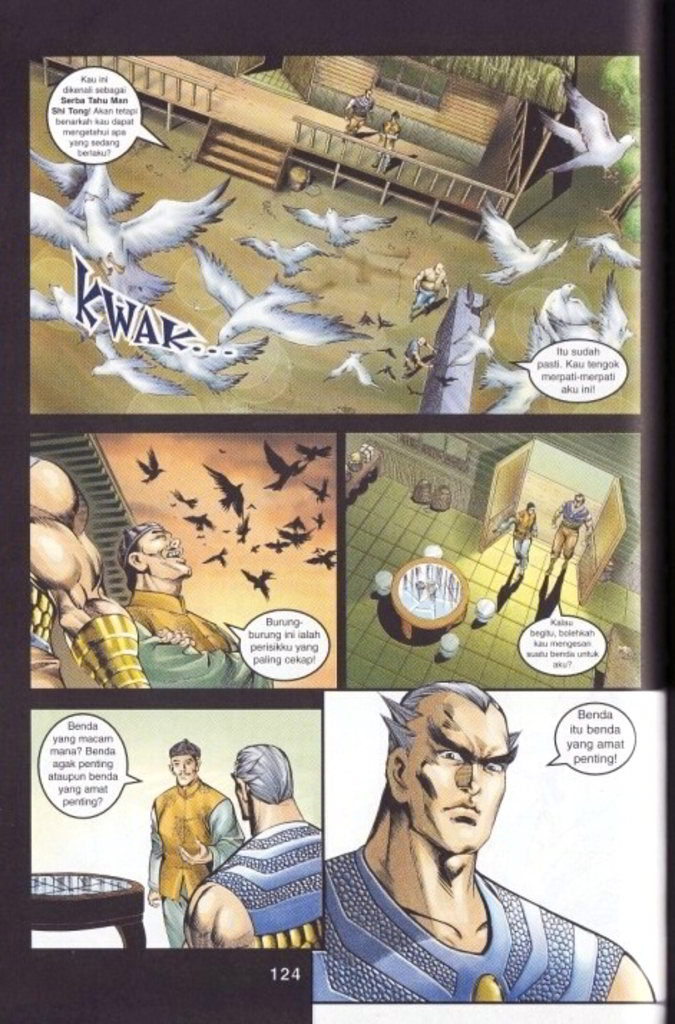 Kau ini
dikenali sebagai
Serba Tahu Man
Shi Tong! Akan tetapi
benarkah kau dapat
mengetehui apa
yang sedang
berlaku?
KWAK...
Itu sudah
pasti. Kau tengok
merpati-merpati
aku ini!
Burung-
burung ini ialah
perisikku yang
paling cekap!
Kalau
begitu, bolehkah
kau mengesan
suatu benda untuk
aku?
Benda
yang macam
mana? Benda
agak penting
ataupun benda
yang amat
penting?
Benda
itu benda
yang amat
penting!
124